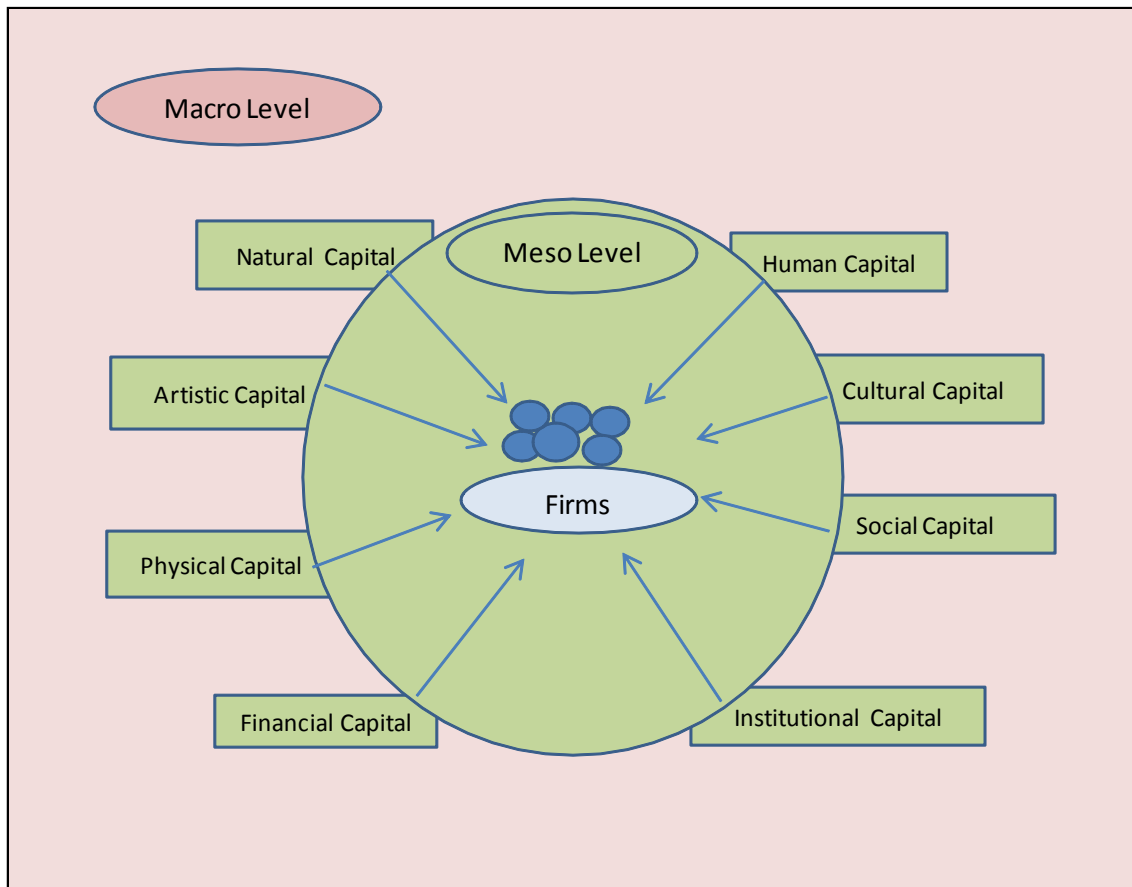 Macro Level
Meso Level
Natural Capital
Human Capital
Artistic Capital
Cultural Capital
Firms
Physical Capital
Social Capital
Financial Capital
Institutional Capital